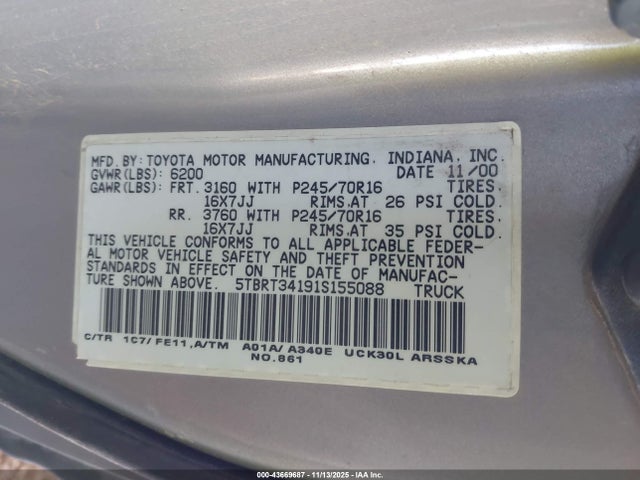 MFD. BY: TOYOTA MOTOR MANUFACTURING, INDIANA, INC.
GVWR(LBS): 6200 DATE 11/00
GAWR(LBS): FRT. 3160 WITH P245/70R16 TIRES,
16X7JJ RIMS,AT 26 PSI COLD.
RR. 3760 WITH P245/70R16 TIRES,
16X7JJ RIMS,AT 35 PSI COLD.
THIS VEHICLE CONFORMS TO ALL APPLICABLE FEDER-
AL MOTOR VEHICLE SAFETY AND THEFT PREVENTION
STANDARDS IN EFFECT ON THE DATE OF MANUFAC-
TURE SHOWN ABOVE. 5TBRT34191S155088 TRUCK
C/TR 1C7/FE11,A/TM A01A/A340E UCK30L ARSSKA
NO.861
000-43669687 - 11/13/2025 - IAA Inc.